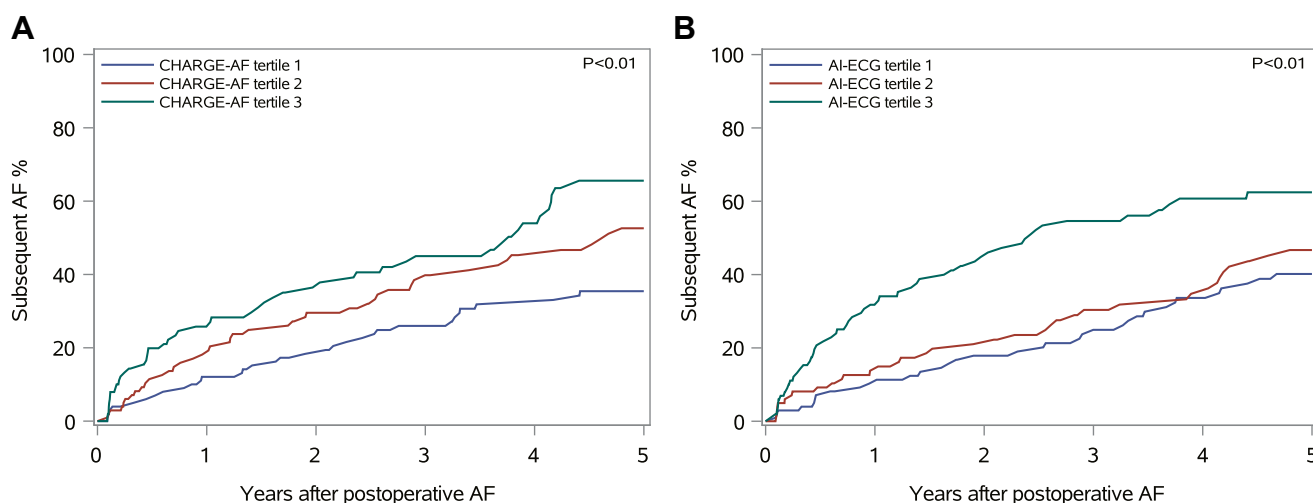 A
100
80
60
40
20
0
Subsequent AF %
CHARGE-AF tertile 1
CHARGE-AF tertile 2
CHARGE-AF tertile 3
P<0.01
0 1 2 3 4 5
Years after postoperative AF
B
100
80
60
40
20
0
Subsequent AF %
AI-ECG tertile 1
AI-ECG tertile 2
AI-ECG tertile 3
P<0.01
0 1 2 3 4 5
Years after postoperative AF